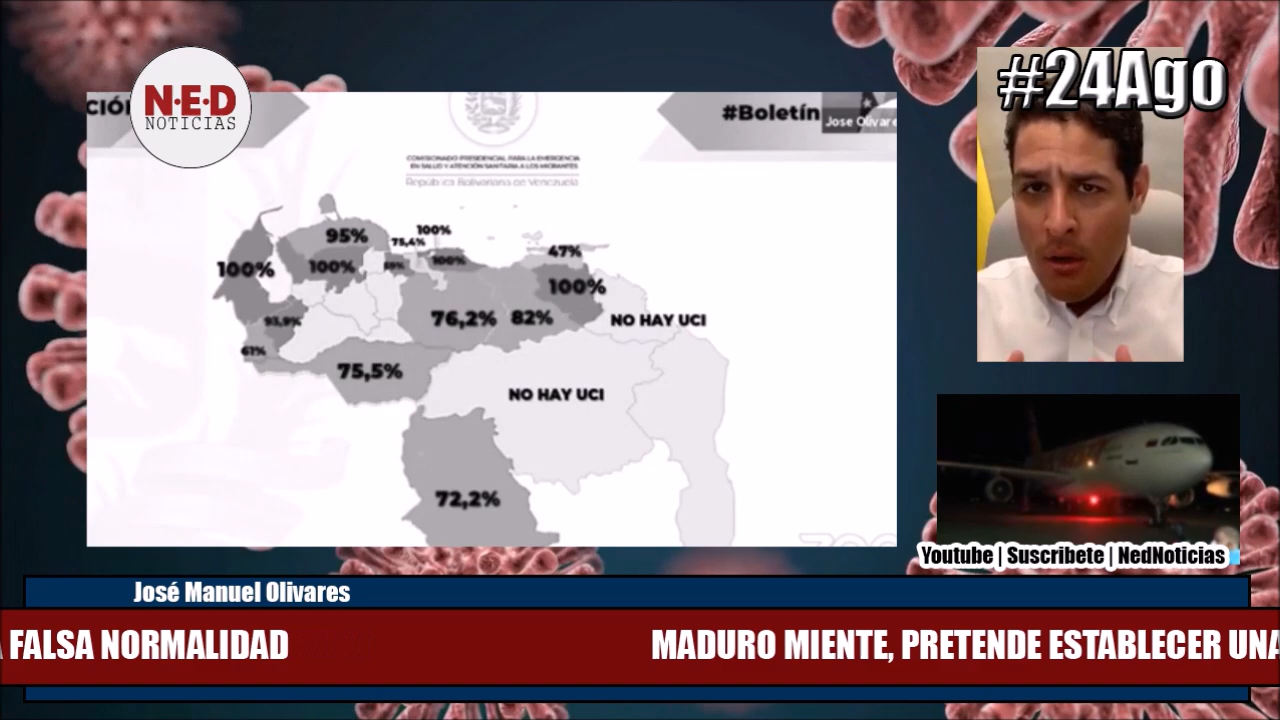 CIÓN
N·E·D
NOTICIAS
#Boletín
Jose Olivare
#24Ago
COMISIONADO PRESIDENCIAL PARA LA EMERGENCIA
EN SALUD Y ATENCIÓN SANITARIA A LOS MIGRANTES
República Bolivariana de Venezuela
95%
75,4%
100%
100%
100%
100%
47%
100%
93,9%
76,2%
82%
NO HAY UCI
61%
75,5%
NO HAY UCI
72,2%
Youtube | Suscribete | NedNoticias
José Manuel Olivares
FALSA NORMALIDAD
MADURO MIENTE, PRETENDE ESTABLECER UNA